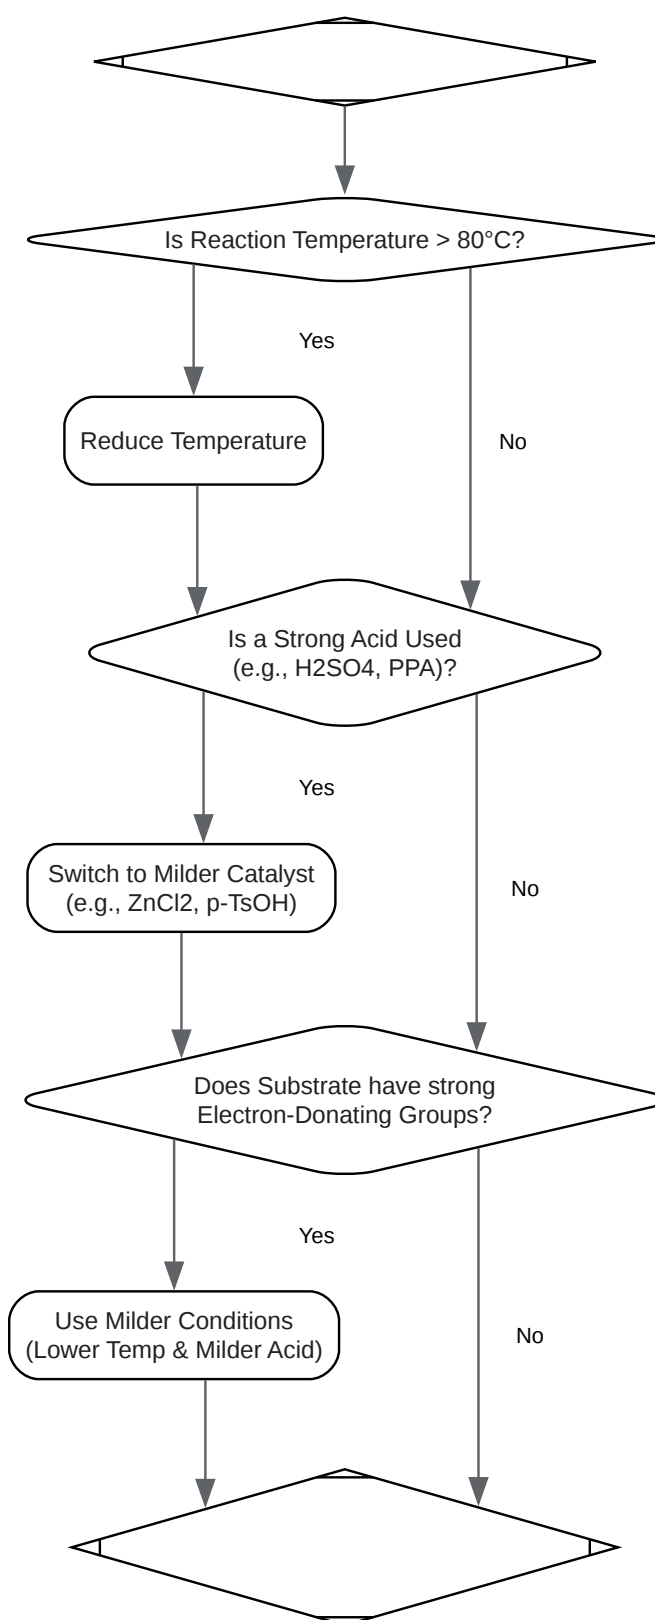 Is Reaction Temperature > 80°C?
Yes
Reduce Temperature
No
Is a Strong Acid Used
(e.g., H2SO4, PPA)?
Yes
Switch to Milder Catalyst
(e.g., ZnCl2, p-TsOH)
No
Does Substrate have strong
Electron-Donating Groups?
Yes
Use Milder Conditions
(Lower Temp & Milder Acid)
No